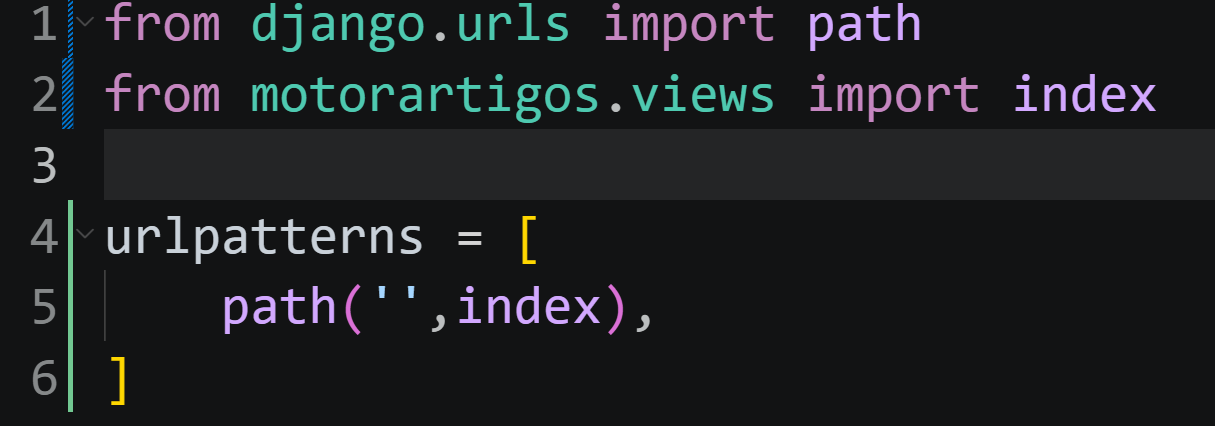 1 from django.urls import path
2 from motorartigos.views import index
3
4 urlpatterns = [
5     path('',index),
6 ]